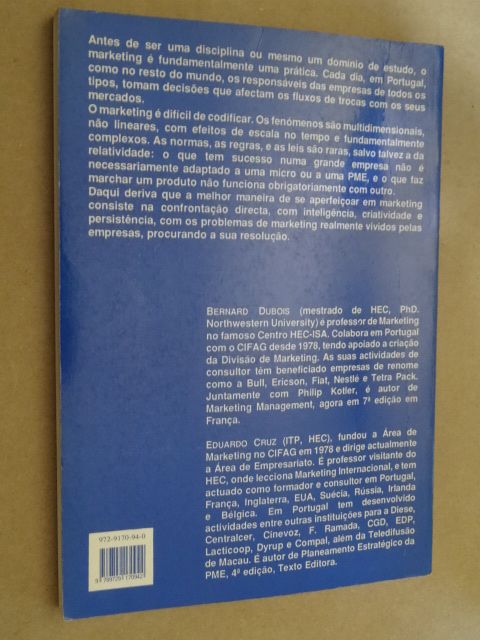 Antes de ser uma disciplina ou mesmo um domínio de estudo, o
marketing é fundamentalmente uma prática. Cada dia, em Portugal,
como no resto do mundo, os responsáveis das empresas de todos os
tipos, tomam decisões que afectam os fluxos de trocas com os seus
mercados.
O marketing é difícil de codificar. Os fenómenos são multidimensionais,
não lineares, com efeitos de escala no tempo e fundamentalmente
complexos. As normas, as regras, e as leis são raras, salvo talvez a da
relatividade: o que tem sucesso numa grande empresa não é
necessariamente adaptado a uma micro ou a uma PME, e o que faz
marchar um produto não funciona obrigatoriamente com outro.
Daqui deriva que a melhor maneira de se aperfeiçoar em marketing
consiste na confrontação directa, com inteligência, criatividade e
persistência, com os problemas de marketing realmente vividos pelas
empresas, procurando a sua resolução.
BERNARD DUBOIS (mestrado de HEC, PhD.
Northwestern University) é professor de Marketing
no famoso Centro HEC-ISA. Colabora em Portugal
com o CIFAG desde 1978, tendo apoiado a criação
da Divisão de Marketing. As suas actividades de
consultor têm beneficiado empresas de renome
como a Bull, Ericson, Fiat, Nestlé e Tetra Pack.
Juntamente com Philip Kotler, é autor de
Marketing Management, agora em 7ª edição em
França.
EDUARDO CRUZ (ITP, HEC), fundou a Área de
Marketing no CIFAG em 1978 e dirige actualmente
a Área de Empresariato. É professor visitante do
HEC, onde lecciona Marketing Internacional, e tem
actuado como formador e consultor em Portugal,
França, Inglaterra, EUA, Suécia, Rússia, Irlanda
e Bélgica. Em Portugal tem desenvolvido
actividades entre outras instituições para a Diese,
Centralcer, Cinevoz, F. Ramada, CGD, EDP,
Lacticoop, Dyrup e Compal, além da Teledifusão
de Macau. É autor de Planeamento Estratégico da
PME, 4ª edição, Texto Editora.
972-9170-94-0
9 789729 170942